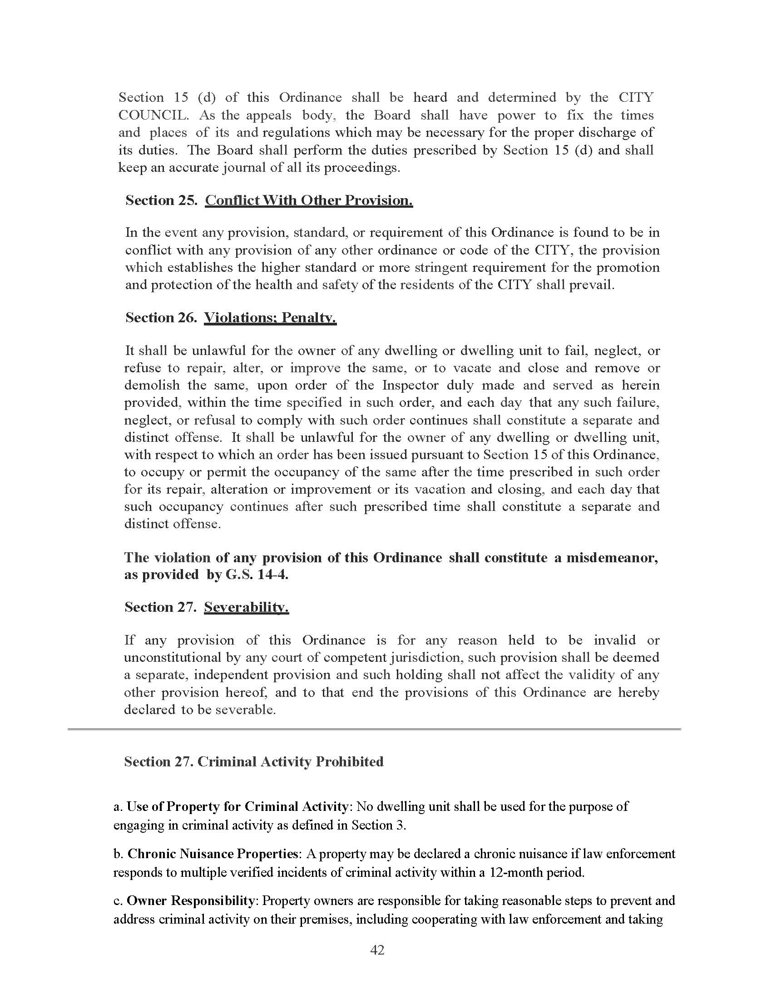 Section 15 (d) of this Ordinance shall be heard and determined by the CITY
COUNCIL. As the appeals body, the Board shall have power to fix the times
and places of its and regulations which may be necessary for the proper discharge of
its duties. The Board shall perform the duties prescribed by Section 15 (d) and shall
keep an accurate journal of all its proceedings.
Section 25. Conflict With Other Provision.
In the event any provision, standard, or requirement of this Ordinance is found to be in
conflict with any provision of any other ordinance or code of the CITY, the provision
which establishes the higher standard or more stringent requirement for the promotion
and protection of the health and safety of the residents of the CITY shall prevail.
Section 26. Violations; Penalty.
It shall be unlawful for the owner of any dwelling or dwelling unit to fail, neglect, or
refuse to repair, alter, or improve the same, or to vacate and close and remove or
demolish the same, upon order of the Inspector duly made and served as herein
provided, within the time specified in such order, and each day that any such failure,
neglect, or refusal to comply with such order continues shall constitute a separate and
distinct offense. It shall be unlawful for the owner of any dwelling or dwelling unit,
with respect to which an order has been issued pursuant to Section 15 of this Ordinance,
to occupy or permit the occupancy of the same after the time prescribed in such order
for its repair, alteration or improvement or its vacation and closing, and each day that
such occupancy continues after such prescribed time shall constitute a separate and
distinct offense.
The violation of any provision of this Ordinance shall constitute a misdemeanor,
as provided by G.S. 14-4.
Section 27. Severability.
If any provision of this Ordinance is for any reason held to be invalid or
unconstitutional by any court of competent jurisdiction, such provision shall be deemed
a separate, independent provision and such holding shall not affect the validity of any
other provision hereof, and to that end the provisions of this Ordinance are hereby
declared to be severable.
Section 27. Criminal Activity Prohibited
a. Use of Property for Criminal Activity: No dwelling unit shall be used for the purpose of
engaging in criminal activity as defined in Section 3.
b. Chronic Nuisance Properties: A property may be declared a chronic nuisance if law enforcement
responds to multiple verified incidents of criminal activity within a 12-month period.
c. Owner Responsibility: Property owners are responsible for taking reasonable steps to prevent and
address criminal activity on their premises, including cooperating with law enforcement and taking
42